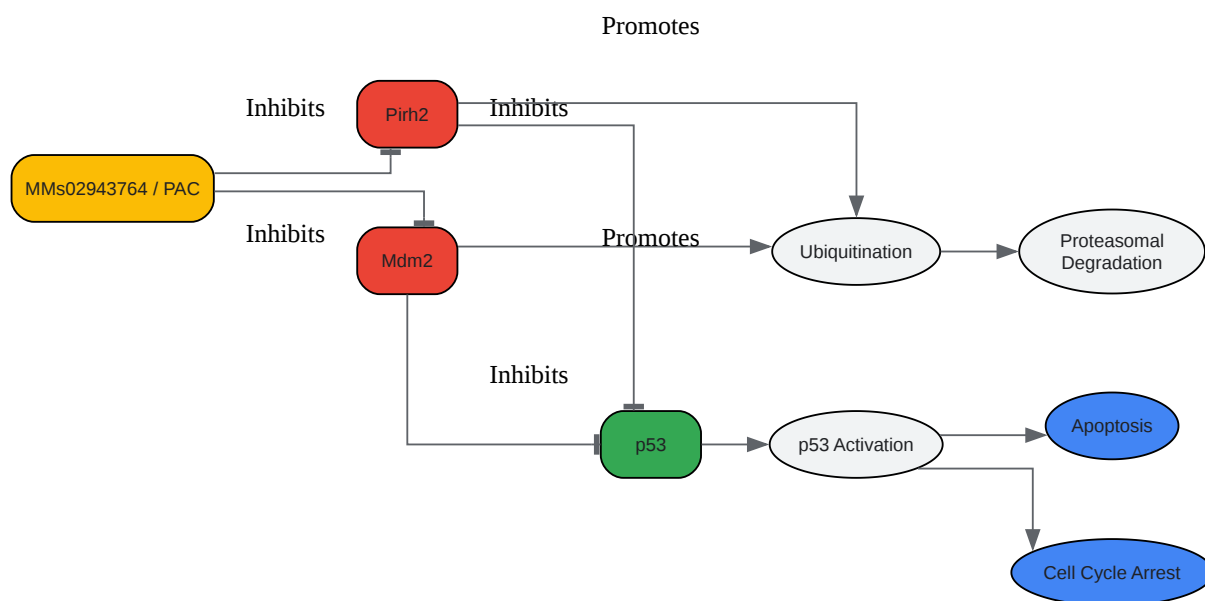 Promotes
Inhibits
Pirh2
Inhibits
MMs02943764 / PAC
Inhibits
Mdm2
Promotes
Ubiquitination
Proteasomal
Degradation
Inhibits
p53
p53 Activation
Apoptosis
Cell Cycle Arrest